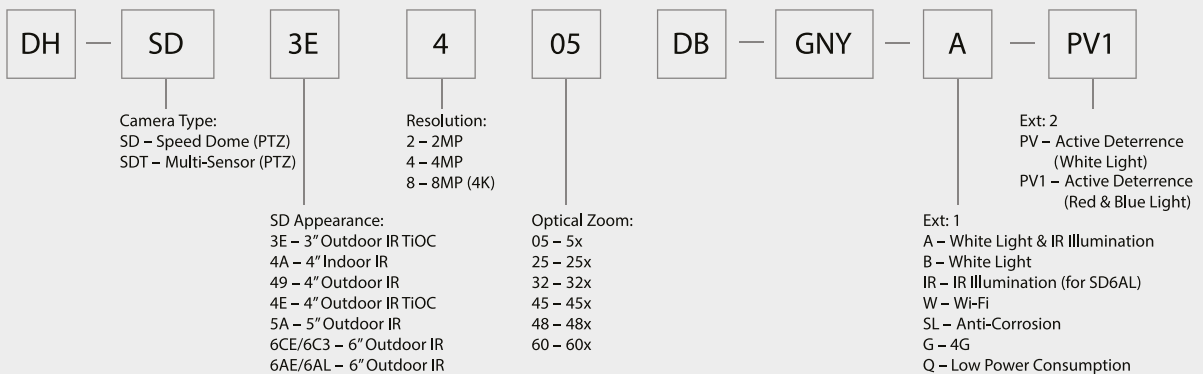 DH — SD 3E 4 05 DB — GNY — A — PV1
Camera Type:
SD – Speed Dome (PTZ)
SDT – Multi-Sensor (PTZ)
SD Appearance:
3E – 3” Outdoor IR TiOC
4A – 4” Indoor IR
49 – 4” Outdoor IR
4E – 4” Outdoor IR TiOC
5A – 5” Outdoor IR
6CE/6C3 – 6” Outdoor IR
6AE/6AL – 6” Outdoor IR
Resolution:
2 – 2MP
4 – 4MP
8 – 8MP (4K)
Optical Zoom:
05 – 5x
25 – 25x
32 – 32x
45 – 45x
48 – 48x
60 – 60x
Ext: 1
A – White Light & IR Illumination
B – White Light
IR – IR Illumination (for SD6AL)
W – Wi-Fi
SL – Anti-Corrosion
G – 4G
Q – Low Power Consumption
Ext: 2
PV – Active Deterrence
(White Light)
PV1 – Active Deterrence
(Red & Blue Light)